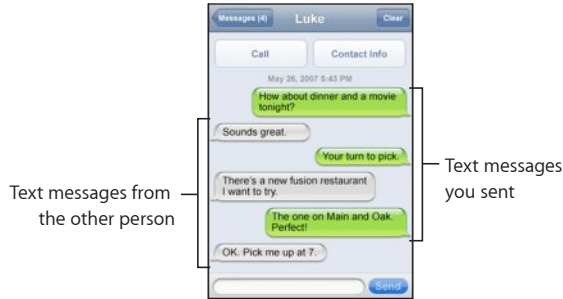 Messages (4)
Luke
Clear
Call
Contact Info
May 26, 2007 5:43 PM
How about dinner and a movie
tonight?
Sounds great.
Your turn to pick.
There's a new fusion restaurant
I want to try.
The one on Main and Oak.
Perfect!
OK. Pick me up at 7.
Send
Text messages from
the other person
Text messages
you sent